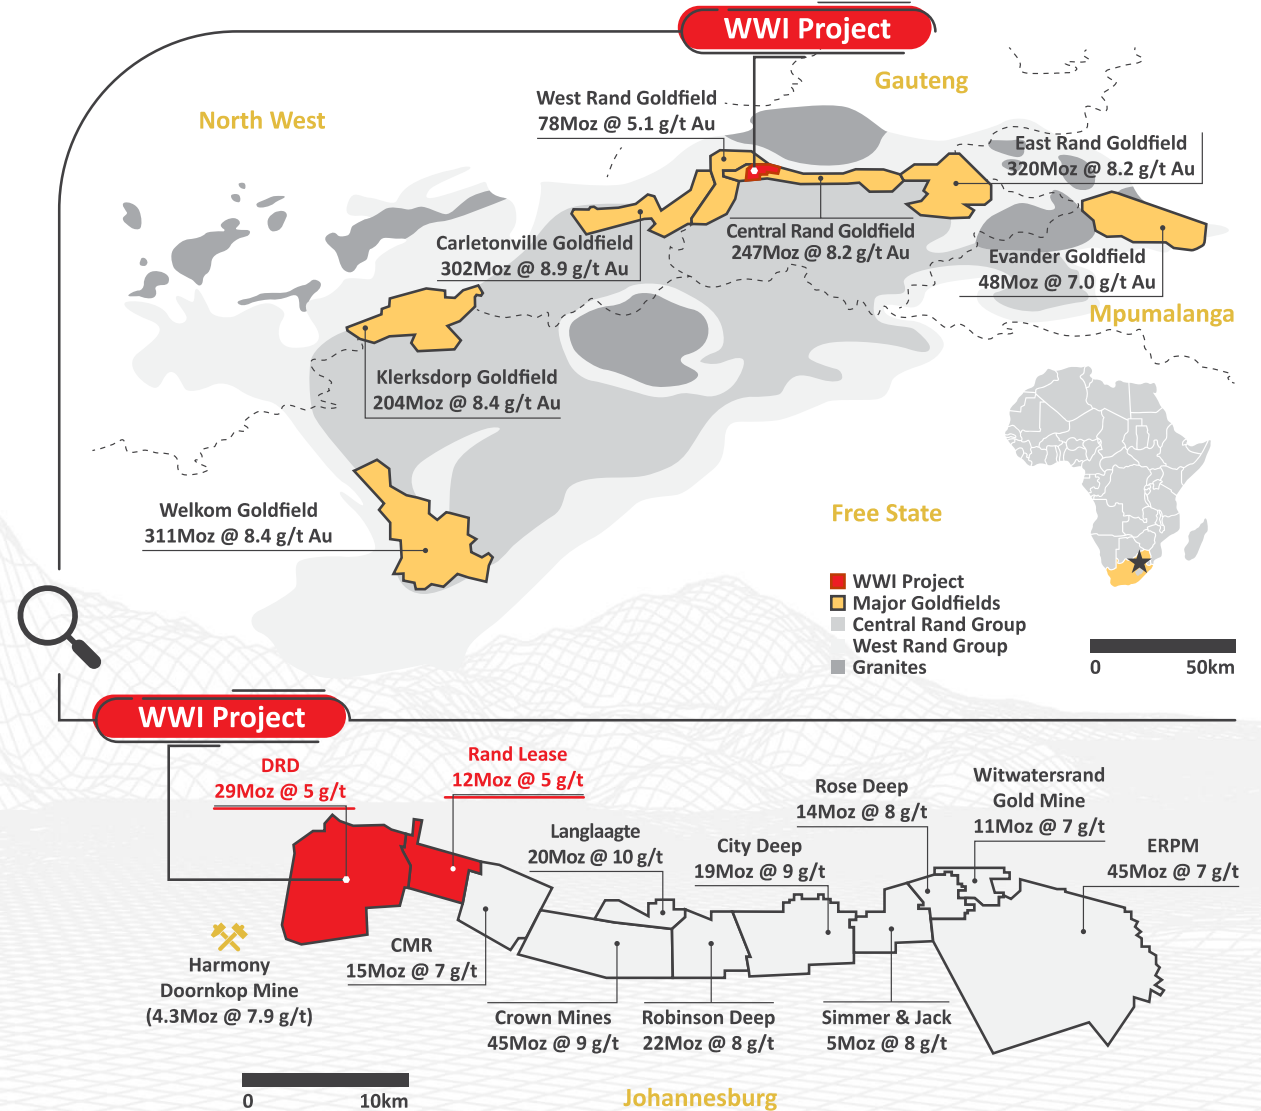 WWI Project
Gauteng
North West
West Rand Goldfield
78Moz @ 5.1 g/t Au
East Rand Goldfield
320Moz @ 8.2 g/t Au
Central Rand Goldfield
247Moz @ 8.2 g/t Au
Carletonville Goldfield
302Moz @ 8.9 g/t Au
Evander Goldfield
48Moz @ 7.0 g/t Au
Mpumalanga
Klerksdorp Goldfield
204Moz @ 8.4 g/t Au
Welkom Goldfield
311Moz @ 8.4 g/t Au
Free State
WWI Project
Major Goldfields
Central Rand Group
West Rand Group
Granites
0 50km
WWI Project
DRD
29Moz @ 5 g/t
Rand Lease
12Moz @ 5 g/t
Langlaagte
20Moz @ 10 g/t
City Deep
19Moz @ 9 g/t
Rose Deep
14Moz @ 8 g/t
Witwatersrand
Gold Mine
11Moz @ 7 g/t
ERPM
45Moz @ 7 g/t
CMR
15Moz @ 7 g/t
Harmony
Doornkop Mine
(4.3Moz @ 7.9 g/t)
Crown Mines
45Moz @ 9 g/t
Robinson Deep
22Moz @ 8 g/t
Simmer & Jack
5Moz @ 8 g/t
0 10km
Johannesburg